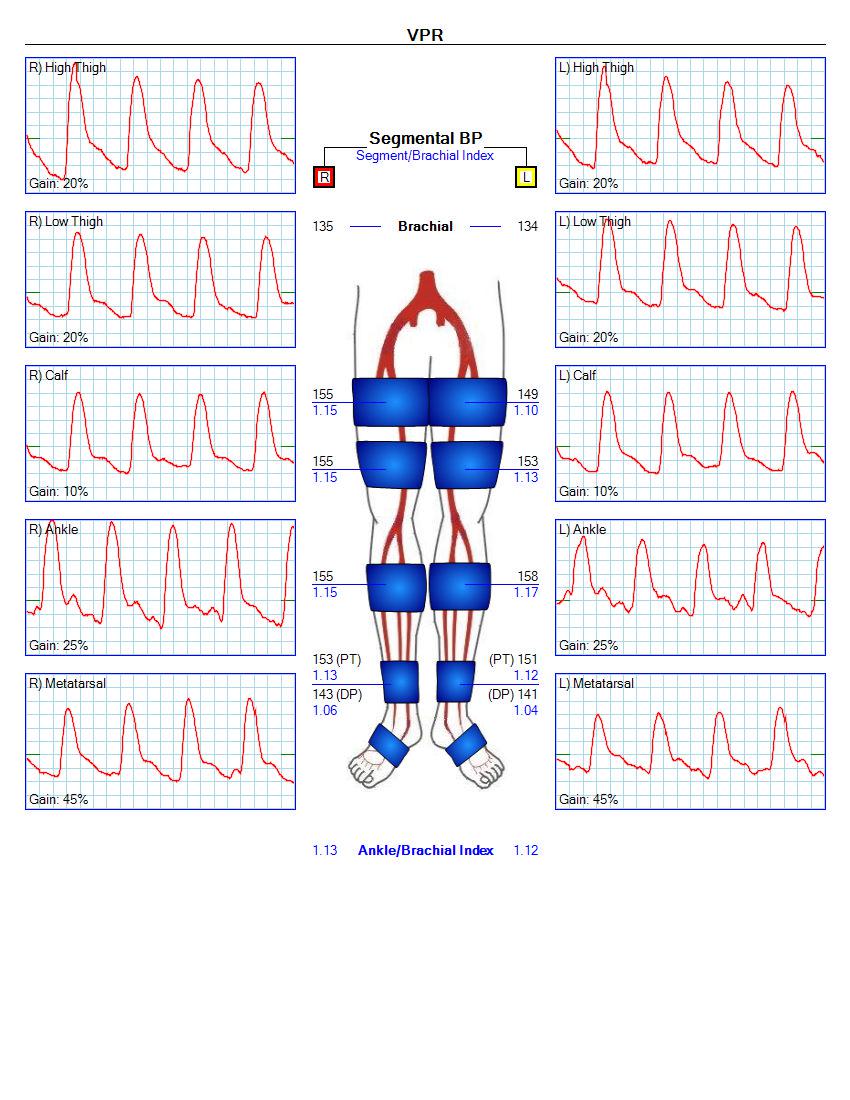 VPR
R) High Thigh
Gain: 20%
L) High Thigh
Gain: 20%
Segmental BP
Segment/Brachial Index
R
L
135 Brachial 134
R) Low Thigh
Gain: 20%
L) Low Thigh
Gain: 20%
155 149
1.15 1.10
R) Calf
Gain: 10%
L) Calf
Gain: 10%
155 153
1.15 1.13
R) Ankle
Gain: 25%
L) Ankle
Gain: 25%
155 158
1.15 1.17
R) Metatarsal
Gain: 45%
L) Metatarsal
Gain: 45%
153 (PT) (PT) 151
1.13 1.12
143 (DP) (DP) 141
1.06 1.04
1.13 Ankle/Brachial Index 1.12